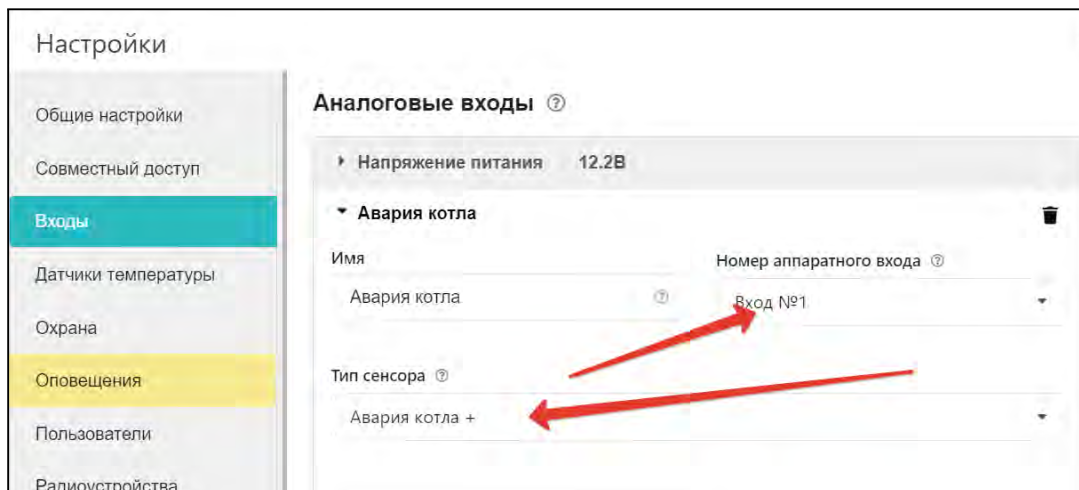 Настройки
Общие настройки
Совместный доступ
Входы
Датчики температуры
Охрана
Оповещения
Пользователи
Радиоустройства
Аналоговые входы
Напряжение питания 12.2В
Авария котла
Имя
Номер аппаратного входа
Авария котла
Вход №1
Тип сенсора
Авария котла +